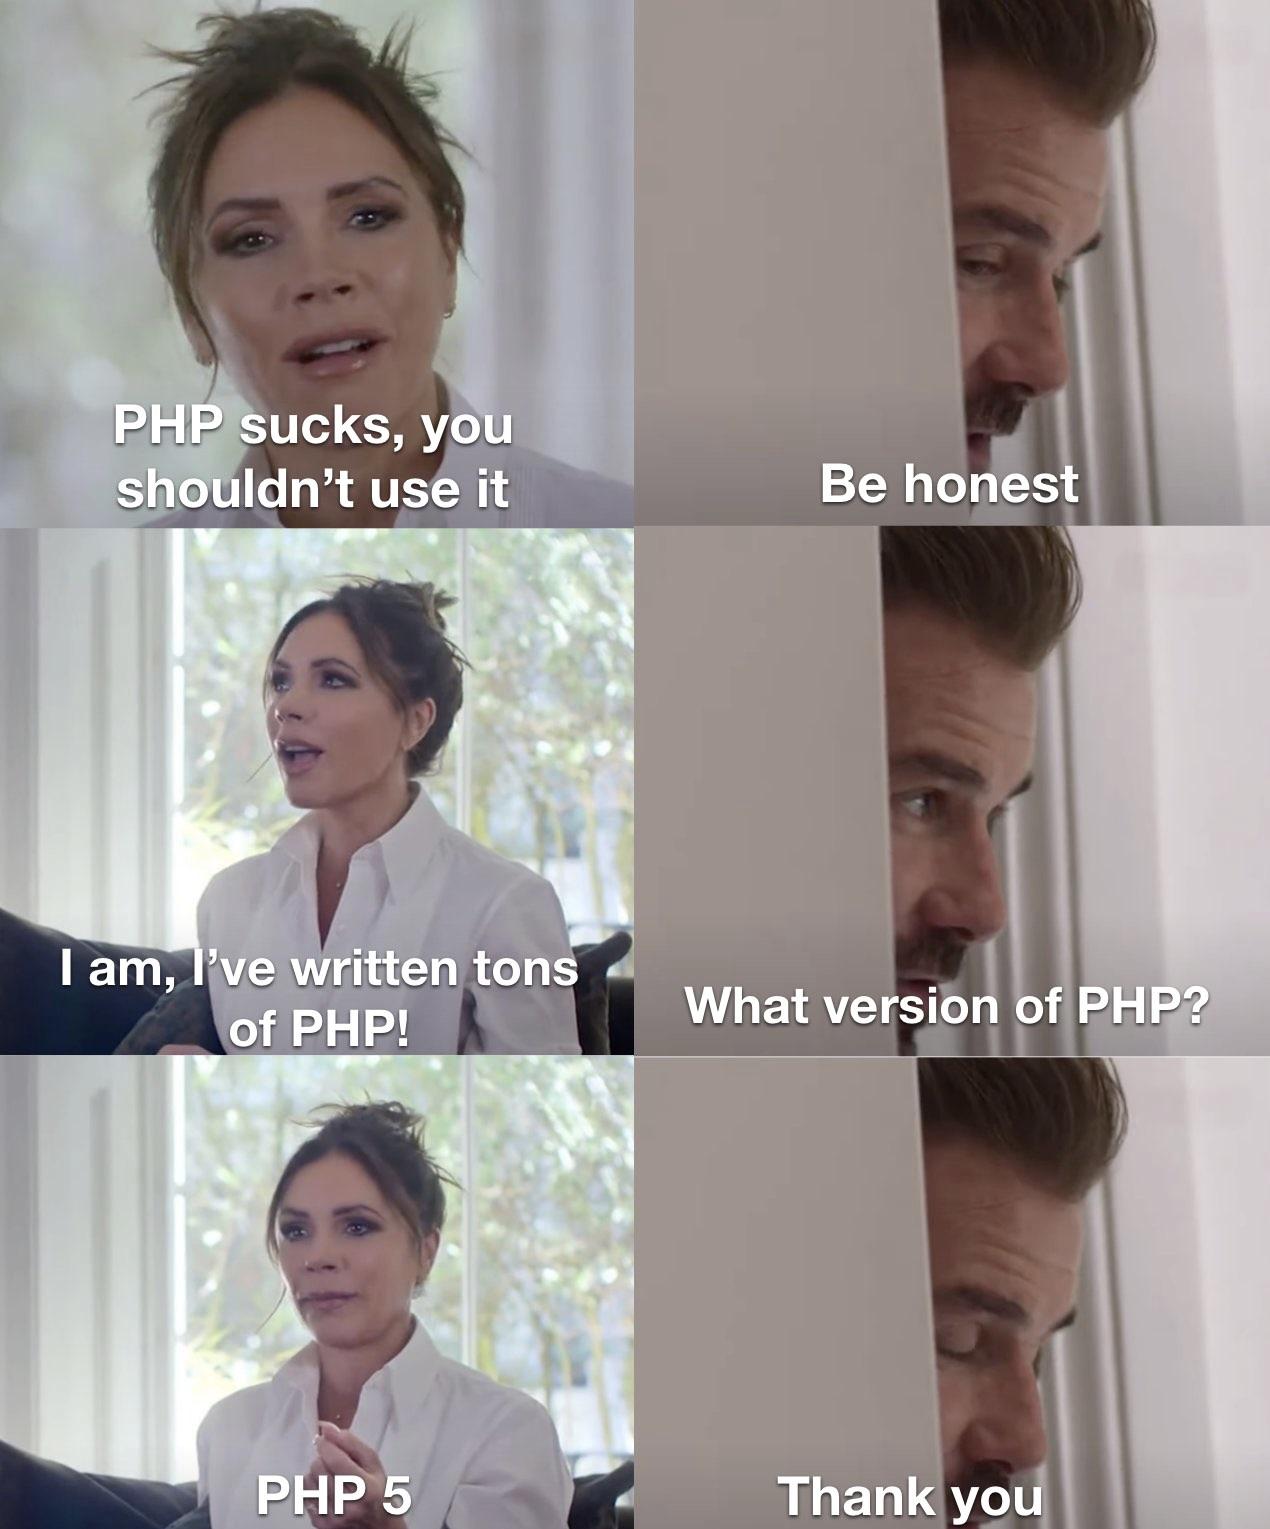 PHP sucks, you
shouldn’t use it
Be honest
I am, I’ve written tons
of PHP!
What version of PHP?
PHP 5
Thank you